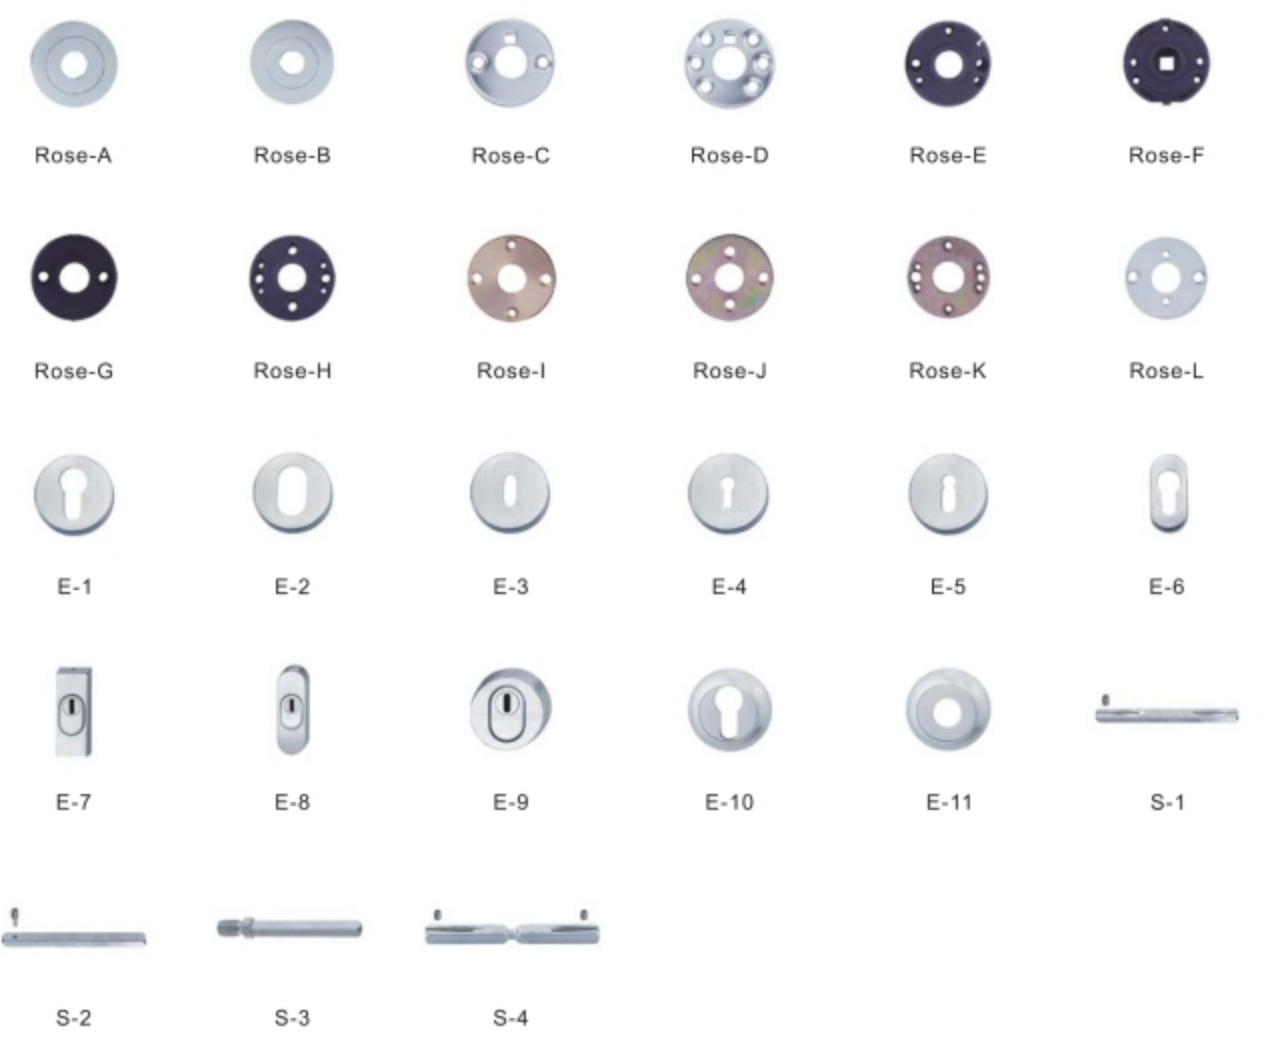 Rose-A Rose-B Rose-C Rose-D Rose-E Rose-F
Rose-G Rose-H Rose-I Rose-J Rose-K Rose-L
E-1 E-2 E-3 E-4 E-5 E-6
E-7 E-8 E-9 E-10 E-11 S-1
S-2 S-3 S-4